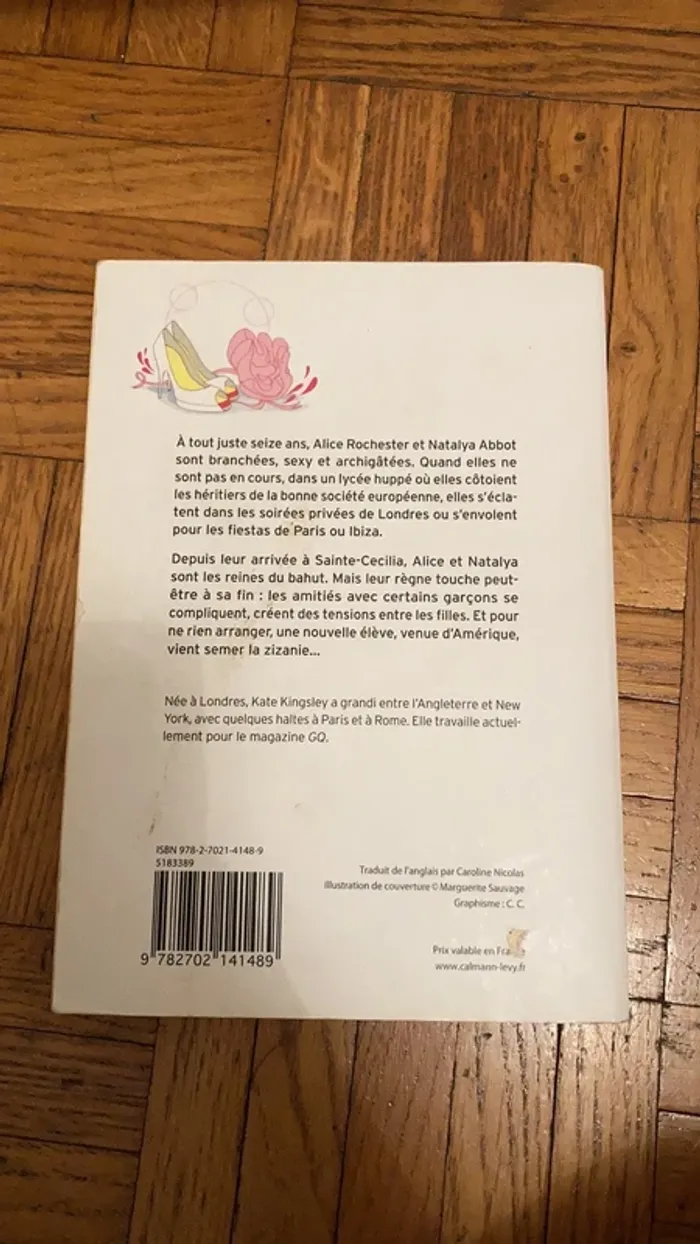 À tout juste seize ans, Alice Rochester et Natalya Abbot
sont branchées, sexy et archigâtées. Quand elles ne
sont pas en cours, dans un lycée huppé où elles côtoient
les héritiers de la bonne société européenne, elles s'écla-
tent dans les soirées privées de Londres ou s'envolent
pour les fiestas de Paris ou Ibiza.
Depuis leur arrivée à Sainte-Cecilia, Alice et Natalya
sont les reines du bahut. Mais leur règne touche peut-
être à sa fin : les amitiés avec certains garçons se
compliquent, créent des tensions entre les filles. Et pour
ne rien arranger, une nouvelle élève, venue d'Amérique,
vient semer la zizanie...
Née à Londres, Kate Kingsley a grandi entre l'Angleterre et New
York, avec quelques haltes à Paris et à Rome. Elle travaille actuel-
lement pour le magazine GQ.
ISBN 978-2-7021-4148-9
5183389
9 782702 141489
Traduit de l'anglais par Caroline Nicolas
Illustration de couverture © Marguerite Sauvage
Graphisme : C. C.
Prix valable en
www.calmann-levy.fr